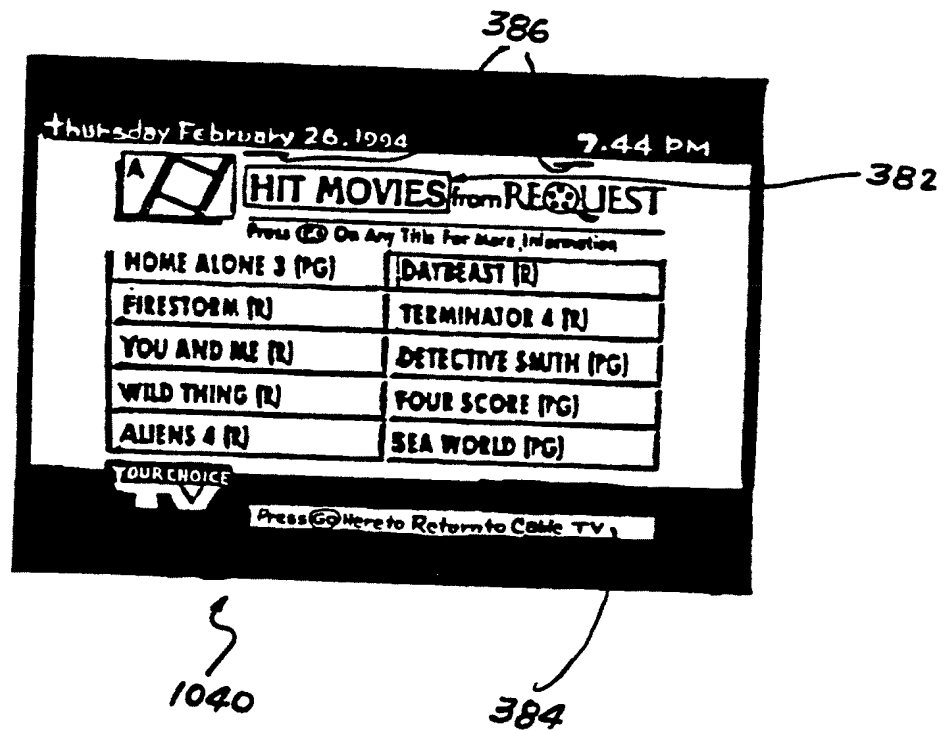 386
thursday February 26.1994 7.44 PM
A
HIT MOVIES from REQUEST
382
Press GO On Any Title For More Information
HOME ALONE 3 (PG) DAYBEAST (R)
FIRESTORM (R) TERMINATOR 4 (R)
YOU AND ME (R) DETECTIVE SMITH (PG)
WILD THING (R) FOUR SCORE (PG)
ALIENS 4 (R) SEA WORLD (PG)
YOUR CHOICE
TV
Press GO Here to Return to Cable TV.
1040
384